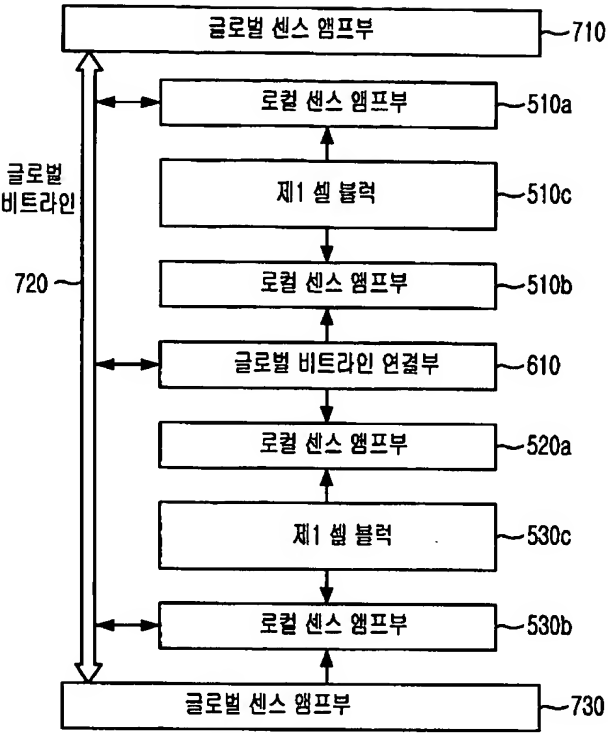 글로벌 센스 앰프부 710
로컬 센스 앰프부 510a
글로벌
비트라인
제1 셀 블럭 510c
720
로컬 센스 앰프부 510b
글로벌 비트라인 연결부 610
로컬 센스 앰프부 520a
제1 셀 블럭 530c
로컬 센스 앰프부 530b
글로벌 센스 앰프부 730